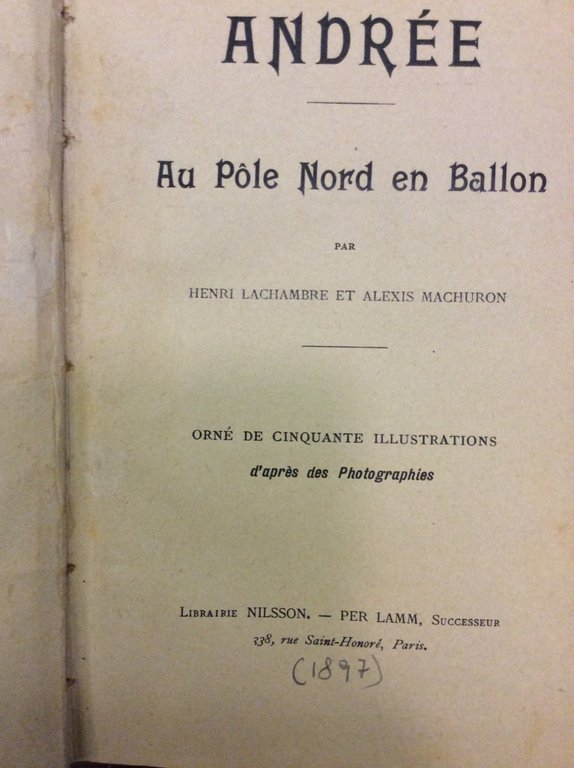 ANDRÉE
Au Pôle Nord en Ballon
PAR
HENRI LACHAMBRE ET ALEXIS MACHURON
ORNÉ DE CINQUANTE ILLUSTRATIONS
d'après des Photographies
LIBRAIRIE NILSSON. — PER LAMM, SUCCESSEUR
338, rue Saint-Honoré, Paris.
(1897)